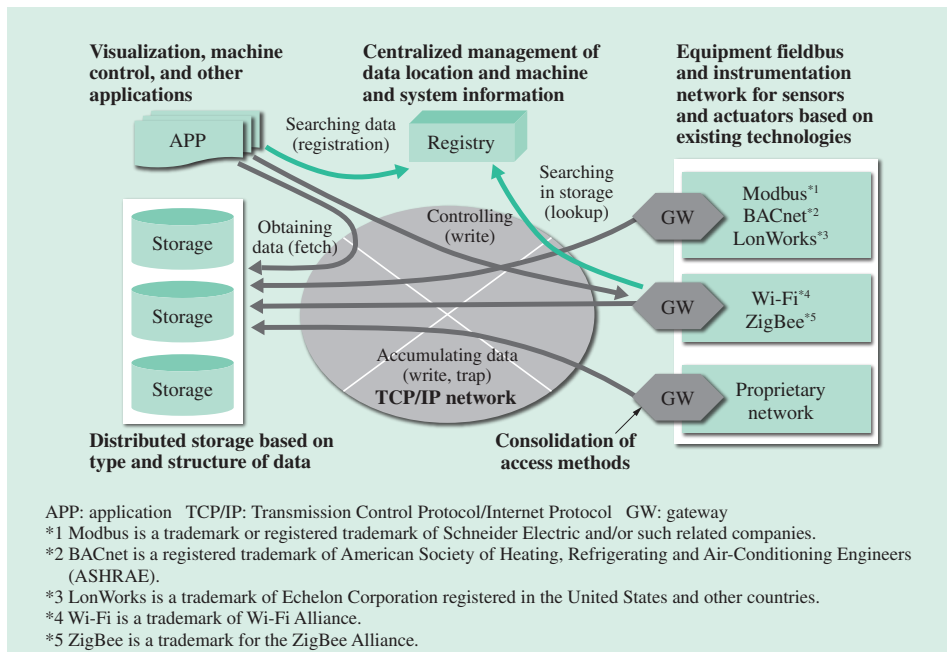 Visualization, machine
control, and other
applications
Centralized management of
data location and machine
and system information
Equipment fieldbus
and instrumentation
network for sensors
and actuators based on
existing technologies
APP
Searching data
(registration)
Registry
Searching
in storage
(lookup)
GW
Modbus*1
BACnet*2
LonWorks*3
Storage
Obtaining
data (fetch)
Controlling
(write)
Storage
GW
Wi-Fi*4
ZigBee*5
Storage
Accumulating data
(write, trap)
TCP/IP network
GW
Proprietary
network
Distributed storage based on
type and structure of data
Consolidation of
access methods
APP: application TCP/IP: Transmission Control Protocol/Internet Protocol GW: gateway
*1 Modbus is a trademark or registered trademark of Schneider Electric and/or such related companies.
*2 BACnet is a registered trademark of American Society of Heating, Refrigerating and Air-Conditioning Engineers
(ASHRAE).
*3 LonWorks is a trademark of Echelon Corporation registered in the United States and other countries.
*4 Wi-Fi is a trademark of Wi-Fi Alliance.
*5 ZigBee is a trademark for the ZigBee Alliance.